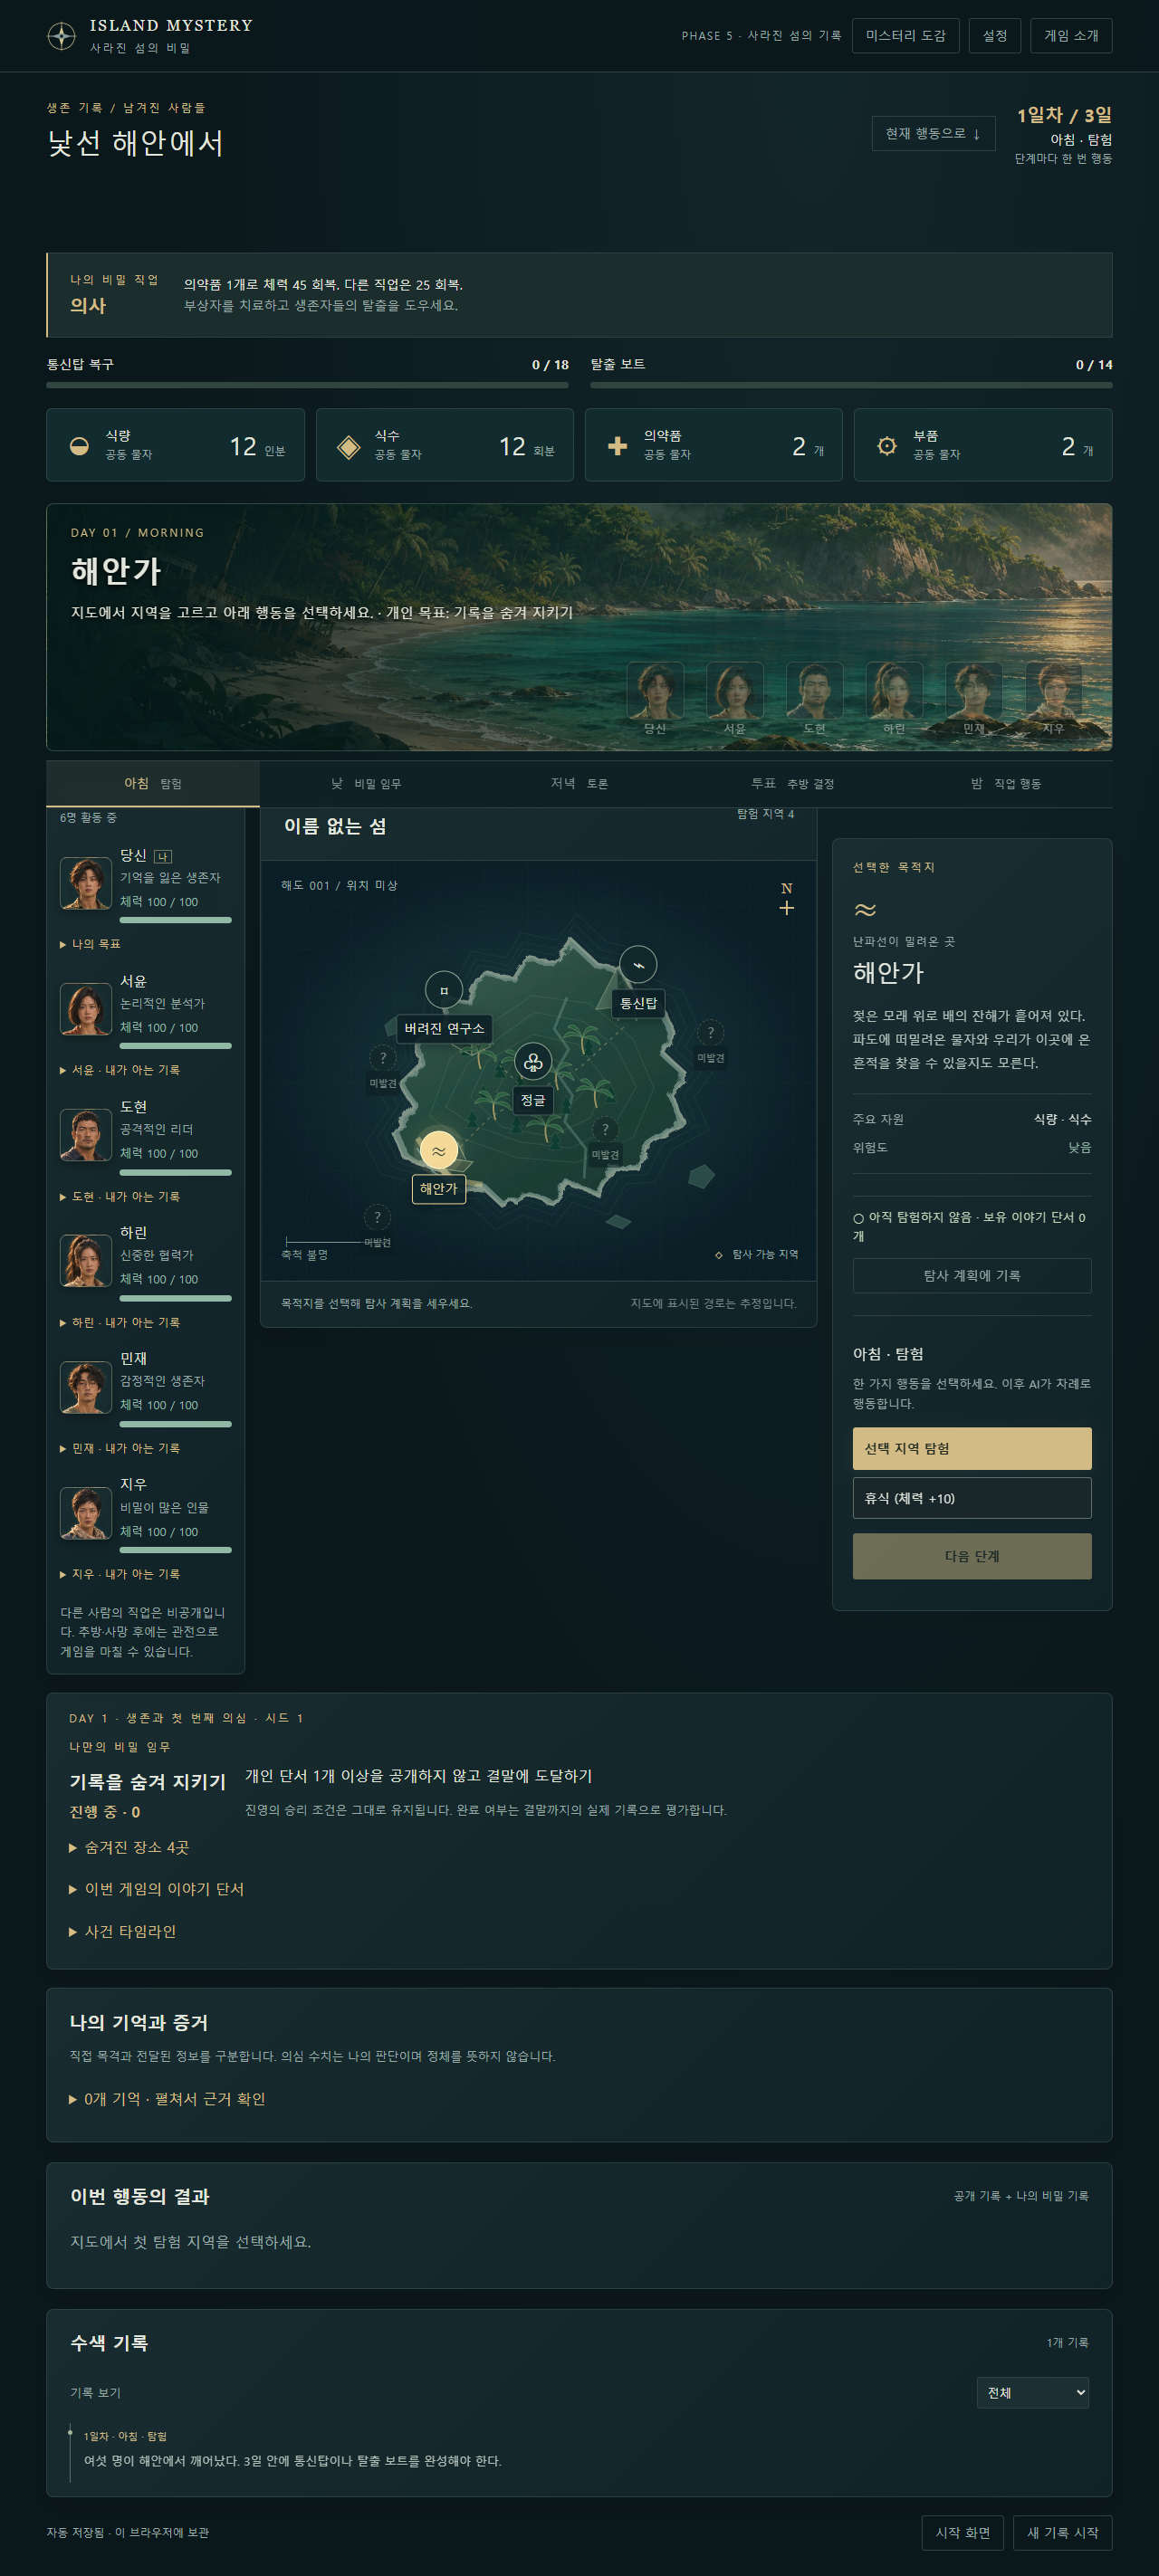 ISLAND MYSTERY
사라진 섬의 비밀
PHASE 5 · 사라진 섬의 기록
미스터리 도감
설정
게임 소개
생존 기록 / 남겨진 사람들
낯선 해안에서
현재 행동으로 ↓
1일차 / 3일
아침 · 탐험
단계마다 한 번 행동
나의 비밀 직업
의사
의약품 1개로 체력 45 회복. 다른 직업은 25 회복.
부상자를 치료하고 생존자들의 탈출을 도우세요.
통신탑 복구 0 / 18
탈출 보트 0 / 14
식량
공동 물자
12 인분
식수
공동 물자
12 회분
의약품
공동 물자
2 개
부품
공동 물자
2 개
DAY 01 / MORNING
해안가
지도에서 지역을 고르고 아래 행동을 선택하세요. · 개인 목표: 기록을 숨겨 지키기
당신
서윤
도현
하린
민재
지우
아침 탐험
낮 비밀 임무
저녁 토론
투표 추방 결정
밤 직업 행동
6명 활동 중
당신 나
기억을 잃은 생존자
체력 100 / 100
▶ 나의 목표
서윤
논리적인 분석가
체력 100 / 100
▶ 서윤 · 내가 아는 기록
도현
공격적인 리더
체력 100 / 100
▶ 도현 · 내가 아는 기록
하린
신중한 협력가
체력 100 / 100
▶ 하린 · 내가 아는 기록
민재
감정적인 생존자
체력 100 / 100
▶ 민재 · 내가 아는 기록
지우
비밀이 많은 인물
체력 100 / 100
▶ 지우 · 내가 아는 기록
다른 사람의 직업은 비공개입니
다. 추방·사망 후에는 관전으로
게임을 마칠 수 있습니다.
이름 없는 섬
탐험 지역 4
해도 001 / 위치 미상
N
통신탑
버려진 연구소
?
미발견
?
미발견
정글
?
미발견
해안가
?
미발견
축척 불명
◇ 탐사 가능 지역
목적지를 선택해 탐사 계획을 세우세요.
지도에 표시된 경로는 추정입니다.
선택한 목적지
≈
난파선이 밀려온 곳
해안가
젖은 모래 위로 배의 잔해가 흩어져 있다.
파도에 떠밀려온 물자와 우리가 이곳에 온
흔적을 찾을 수 있을지도 모른다.
주요 자원 식량 · 식수
위험도 낮음
○ 아직 탐험하지 않음 · 보유 이야기 단서 0
개
탐사 계획에 기록
아침 · 탐험
한 가지 행동을 선택하세요. 이후 AI가 차례로
행동합니다.
선택 지역 탐험
휴식 (체력 +10)
다음 단계
DAY 1 · 생존과 첫 번째 의심 · 시드 1
나만의 비밀 임무
기록을 숨겨 지키기
진행 중 · 0
개인 단서 1개 이상을 공개하지 않고 결말에 도달하기
진영의 승리 조건은 그대로 유지됩니다. 완료 여부는 결말까지의 실제 기록으로 평가합니다.
▶ 숨겨진 장소 4곳
▶ 이번 게임의 이야기 단서
▶ 사건 타임라인
나의 기억과 증거
직접 목격과 전달된 정보를 구분합니다. 의심 수치는 나의 판단이며 정체를 뜻하지 않습니다.
▶ 0개 기억 · 펼쳐서 근거 확인
이번 행동의 결과
공개 기록 + 나의 비밀 기록
지도에서 첫 탐험 지역을 선택하세요.
수색 기록
1개 기록
기록 보기
전체
1일차 · 아침 · 탐험
여섯 명이 해안에서 깨어났다. 3일 안에 통신탑이나 탈출 보트를 완성해야 한다.
자동 저장됨 · 이 브라우저에 보관
시작 화면
새 기록 시작